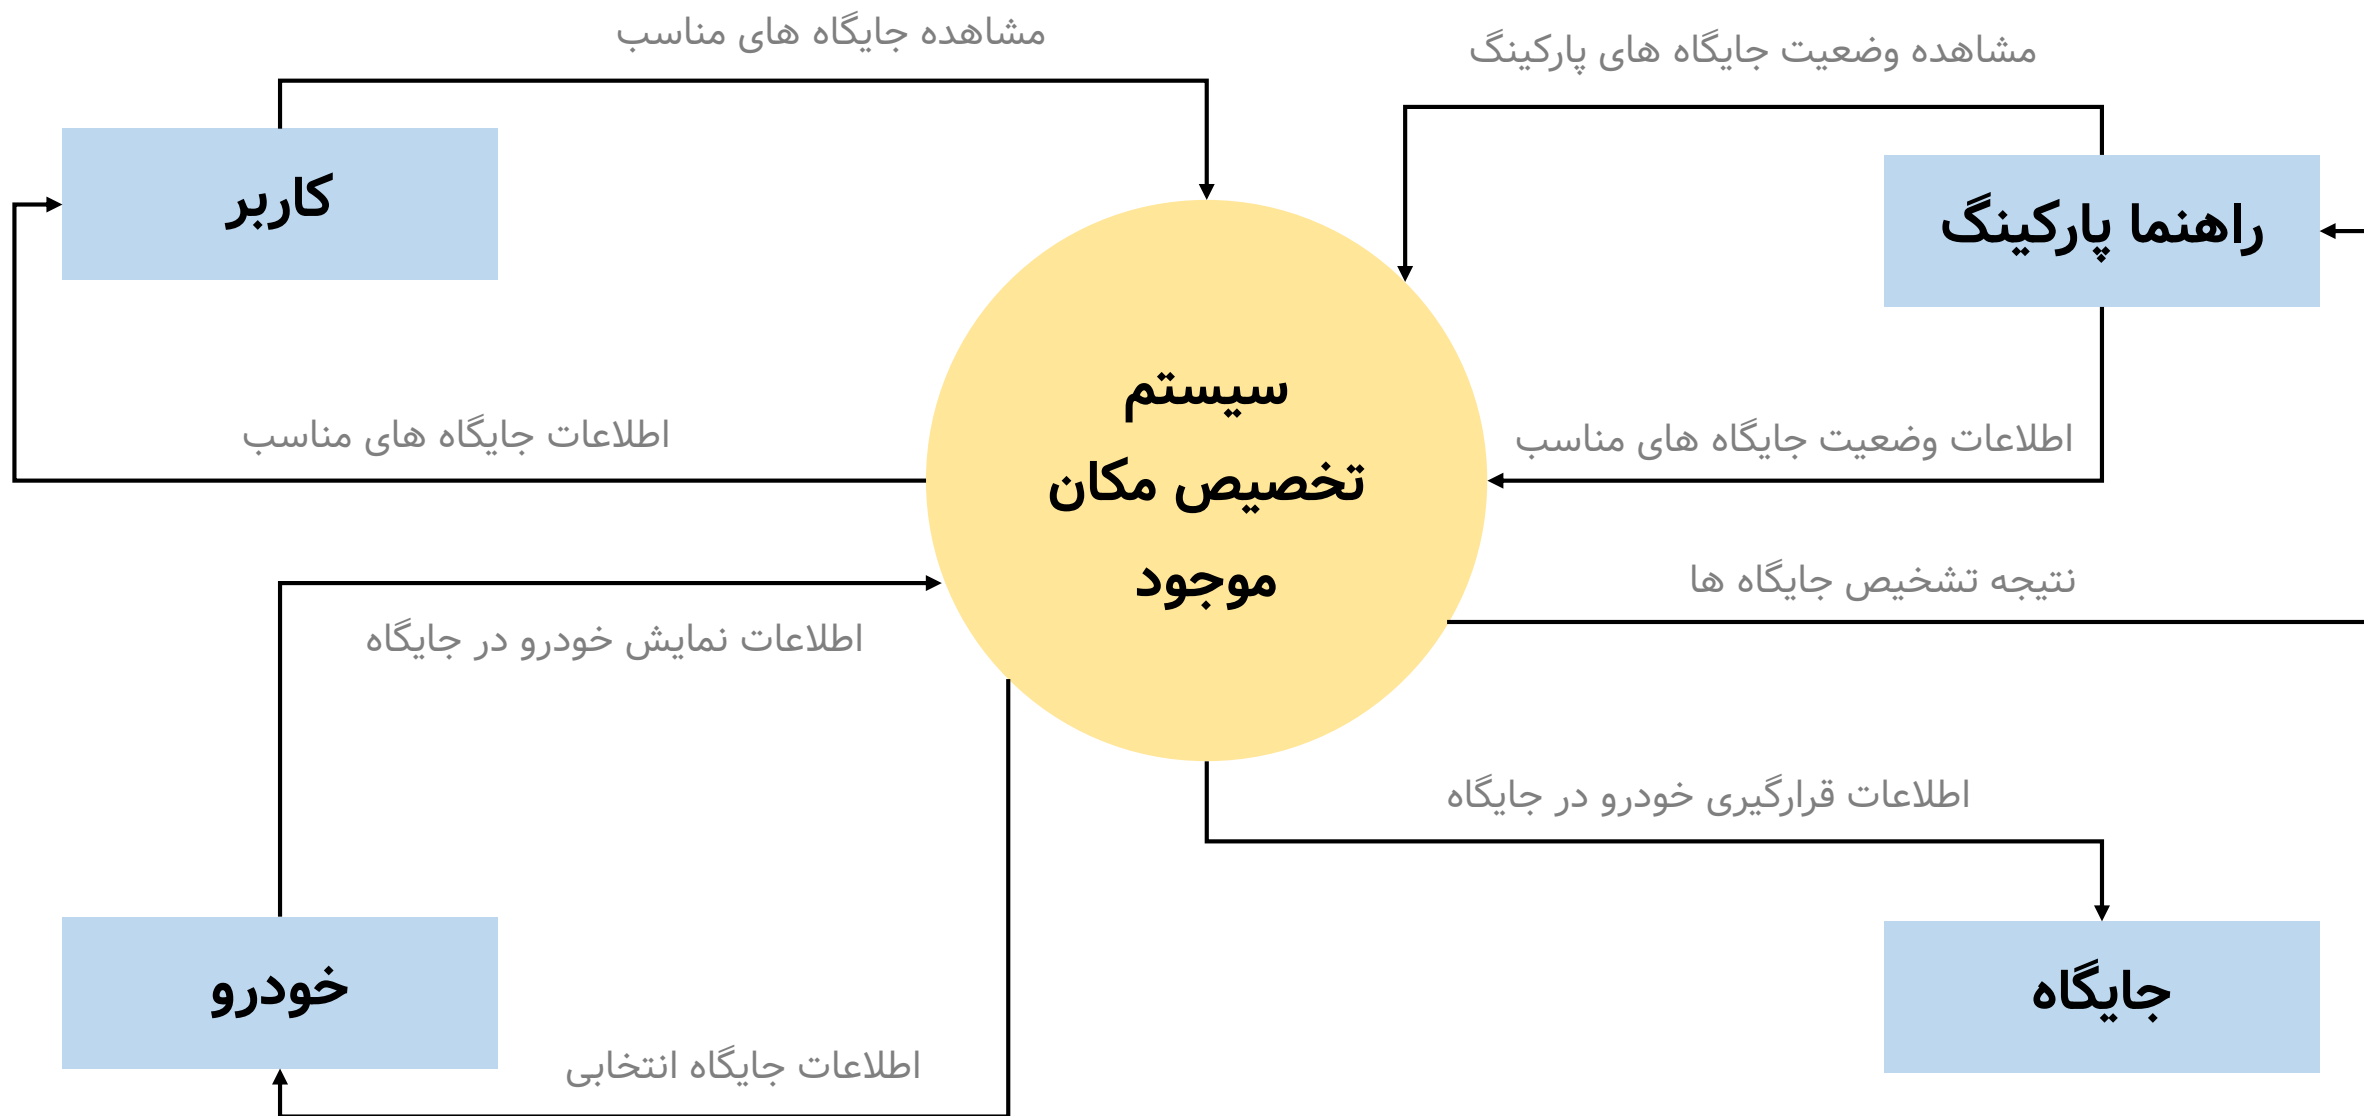 مشاهده جایگاه های مناسب
مشاهده وضعیت جایگاه های پارکینگ
کاربر
راهنما پارکینگ
سیستم
تخصیص مکان
موجود
اطلاعات جایگاه های مناسب
اطلاعات وضعیت جایگاه های مناسب
نتیجه تشخیص جایگاه ها
اطلاعات نمایش خودرو در جایگاه
اطلاعات قرارگیری خودرو در جایگاه
خودرو
جایگاه
اطلاعات جایگاه انتخابی